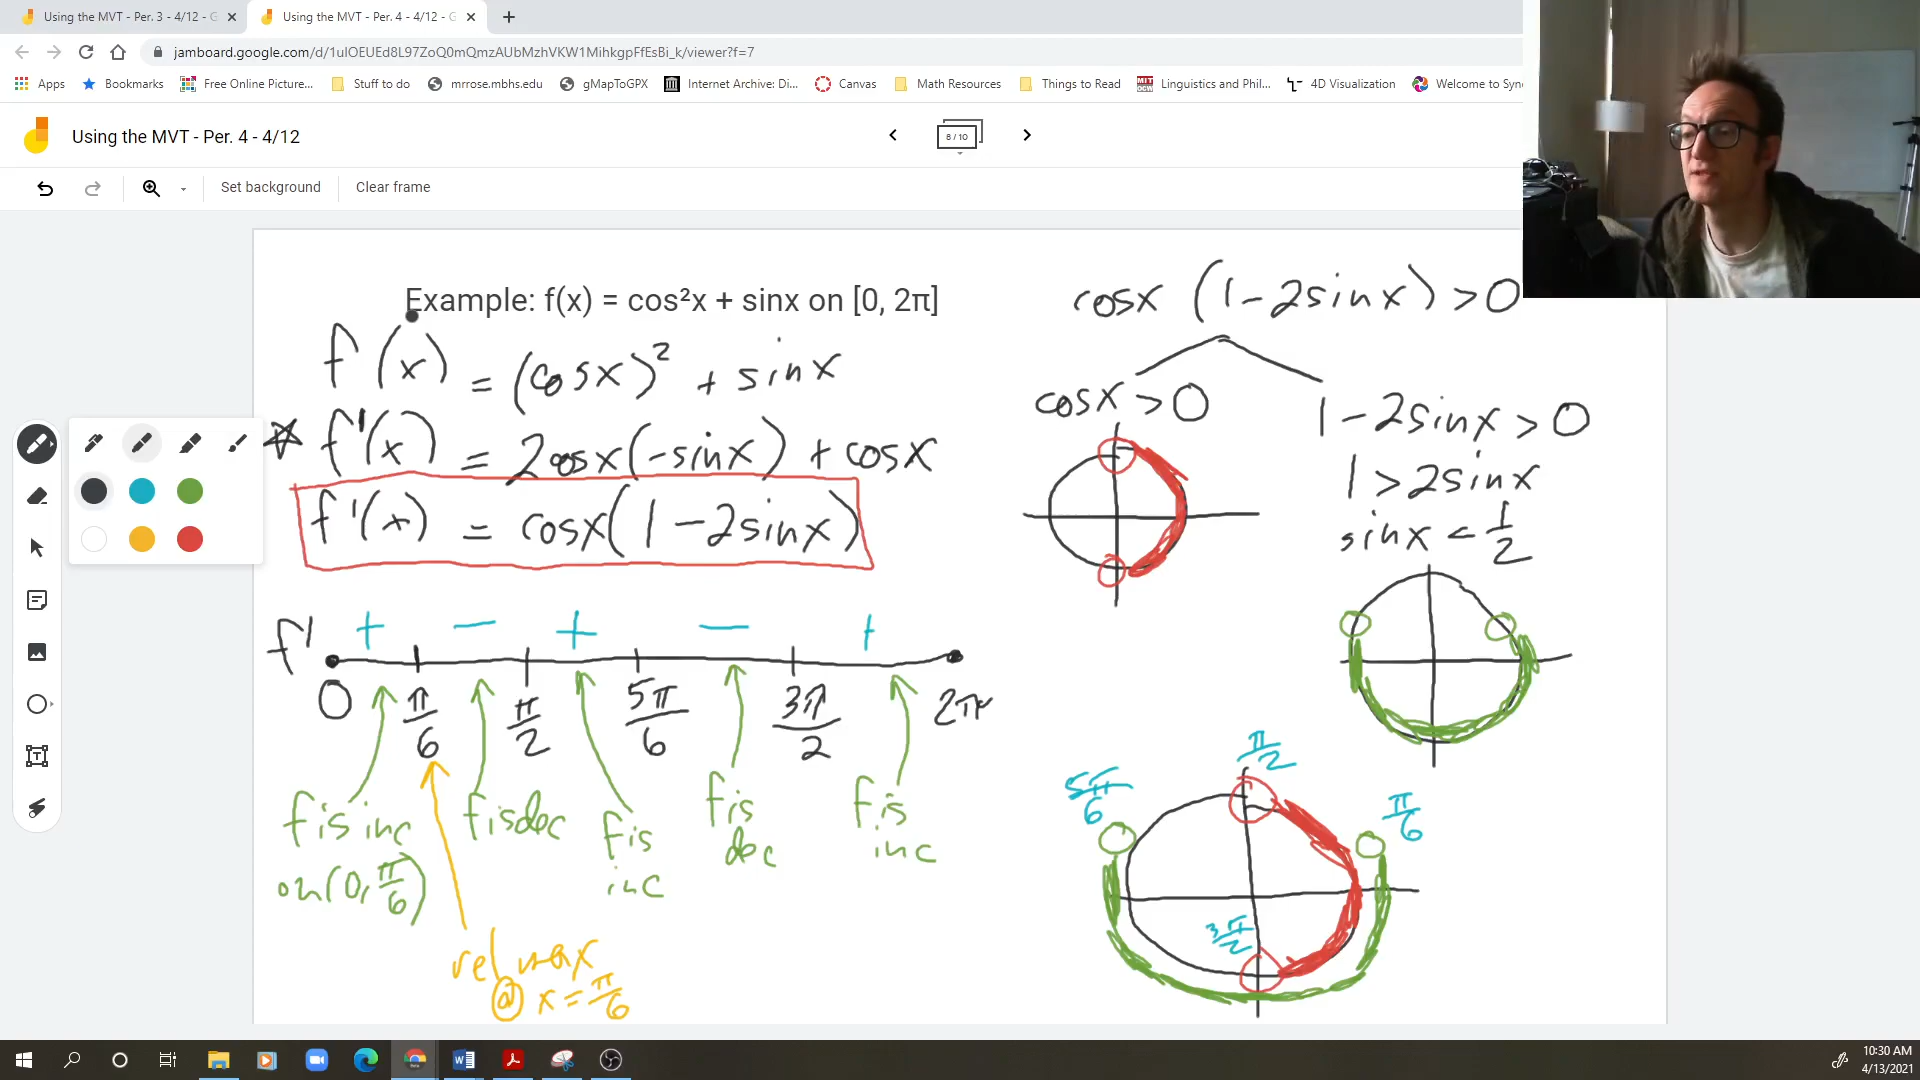 Using the MVT - Per. 3 - 4/12 - G
Using the MVT - Per. 4 - 4/12 - G
jamboard.google.com/d/1ulOEUEd8L97ZoQ0mQmzAUbMzhVKW1MihkgpFfEsBi_k/viewer?f=7
Apps
Bookmarks
Free Online Picture...
Stuff to do
mrrose.mbhs.edu
gMapToGPX
Internet Archive: Di...
Canvas
Math Resources
Things to Read
Linguistics and Phil...
4D Visualization
Welcome to Sync
Using the MVT - Per. 4 - 4/12
8 / 10
Set background
Clear frame
Example: f(x) = cos²x + sinx on [0, 2π]
f(x) = (cosx)² + sinx
f'(x) = 2cosx(-sinx) + cosx
f'(x) = cosx(1-2sinx)
f' + − + − +
0 π/6 π/2 5π/6 3π/2 2π
f is inc
on (0, π/6)
f is dec
f is
inc
f is
dec
f is
inc
rel max
@ x = π/6
cosx (1-2sinx) > 0
cosx > 0
1-2sinx > 0
1 > 2sinx
sinx < 1/2
π/2
5π/6
π/6
3π/2
10:30 AM
4/13/2021